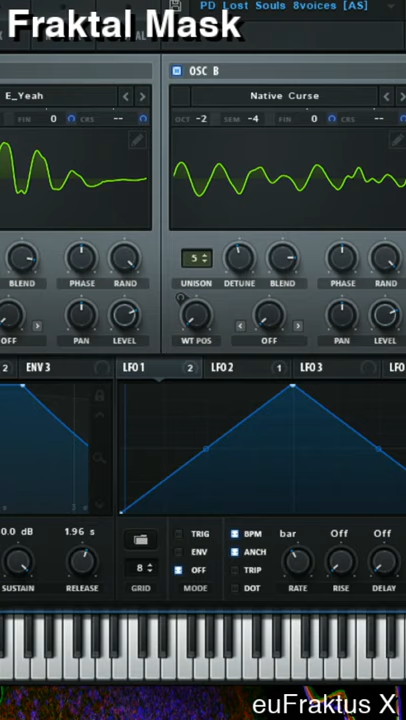 PD Lost Souls 8voices [AS]
Fraktal Mask
OSC B
E_Yeah
Native Curse
FIN 0 CRS --
OCT -2 SEM -4 FIN 0 CRS --
5
BLEND PHASE RAND
UNISON DETUNE BLEND PHASE RAND
OFF PAN LEVEL
WT POS OFF PAN LEVEL
2 ENV 3 LFO 1 2 LFO 2 1 LFO 3 LFO
0.0 dB 1.96 s
TRIG BPM bar Off Off
ENV ANCH
8 OFF TRIP
SUSTAIN RELEASE GRID MODE DOT RATE RISE DELAY
euFraktus X